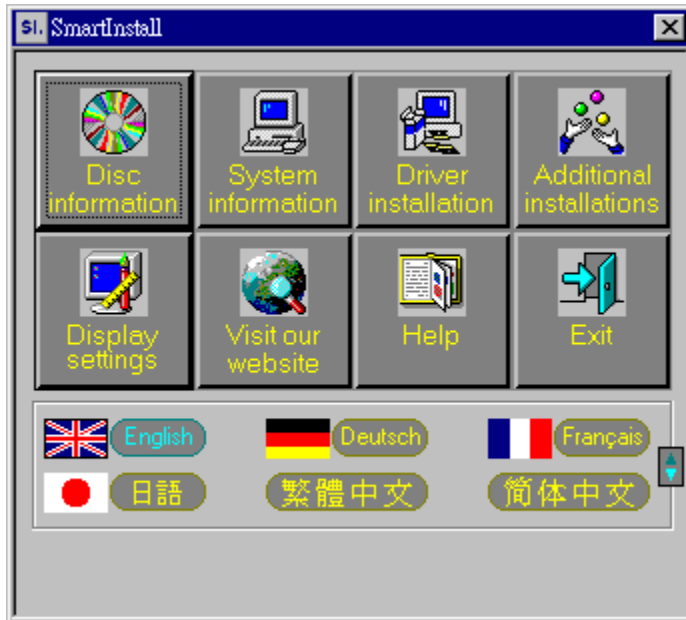 SI. SmartInstall
Disc
information
System
information
Driver
installation
Additional
installations
Display
settings
Visit our
website
Help
Exit
English
Deutsch
Français
日語
繁體中文
简体中文